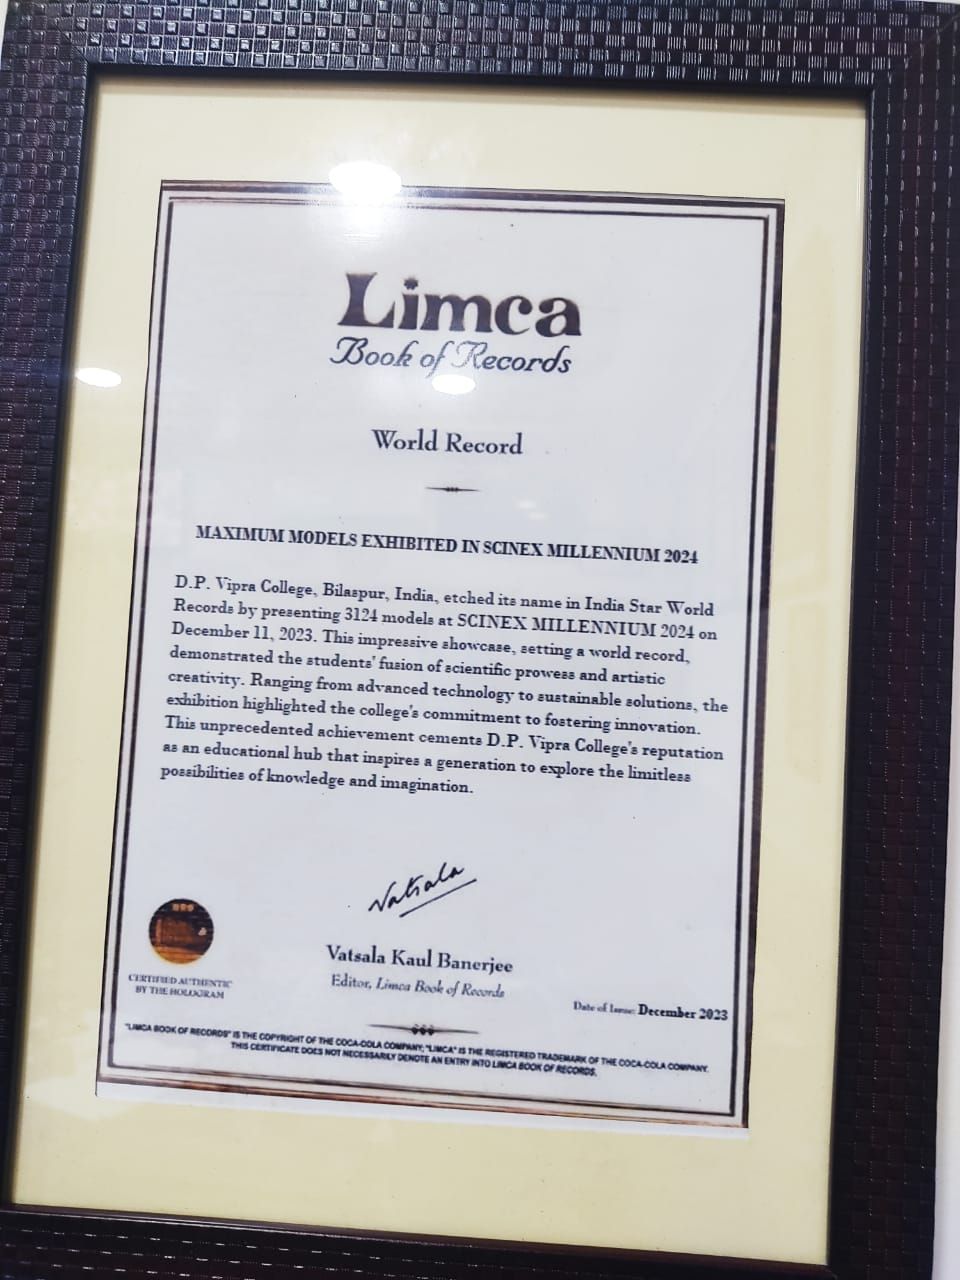 Limca
Book of Records
World Record
MAXIMUM MODELS EXHIBITED IN SCINEX MILLENNIUM 2024
D.P. Vipra College, Bilaspur, India, etched its name in India Star World
Records by presenting 3124 models at SCINEX MILLENNIUM 2024 on
December 11, 2023. This impressive showcase, setting a world record,
demonstrated the students' fusion of scientific prowess and artistic
creativity. Ranging from advanced technology to sustainable solutions, the
exhibition highlighted the college's commitment to fostering innovation.
This unprecedented achievement cements D.P. Vipra College's reputation
as an educational hub that inspires a generation to explore the limitless
possibilities of knowledge and imagination.
Vatsala
Vatsala Kaul Banerjee
Editor, Limca Book of Records
CERTIFIED AUTHENTIC
BY THE HOLOGRAM
Date of Issue: December 2023
"LIMCA BOOK OF RECORDS" IS THE COPYRIGHT OF THE COCA-COLA COMPANY; "LIMCA" IS THE REGISTERED TRADEMARK OF THE COCA-COLA COMPANY.
THIS CERTIFICATE DOES NOT NECESSARILY DENOTE AN ENTRY INTO LIMCA BOOK OF RECORDS.